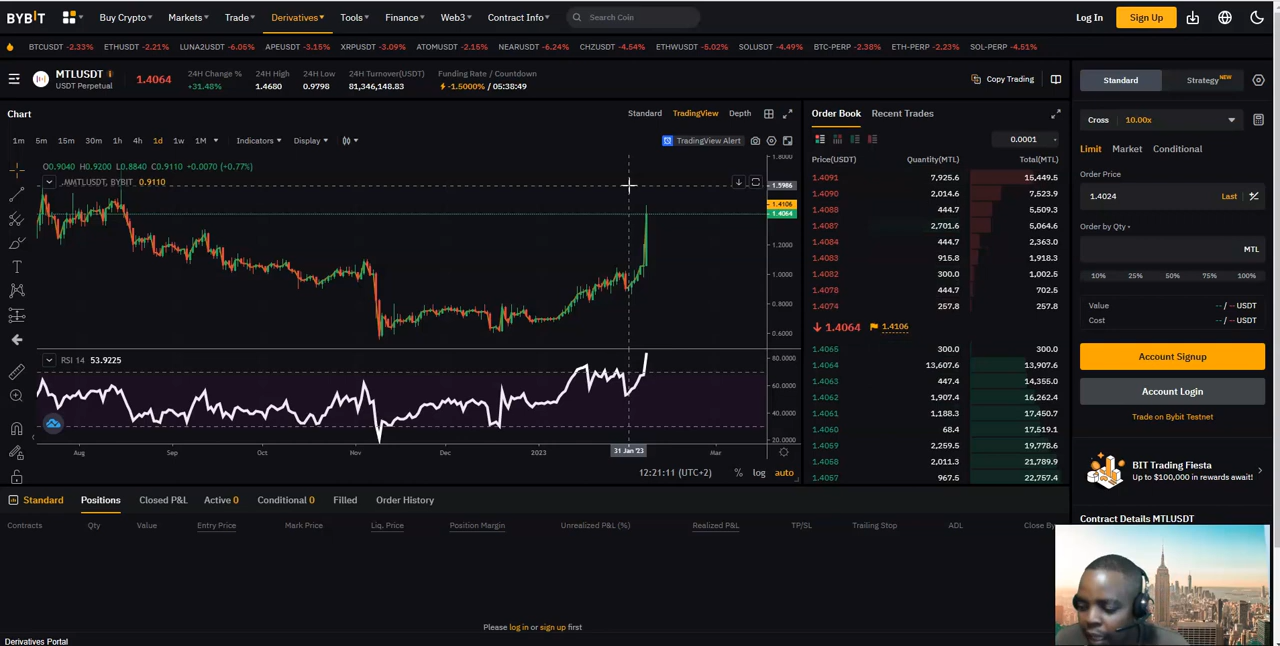 BYBIT Buy Crypto Markets Trade Derivatives Tools Finance Web3 Contract Info Search Coin Log In Sign Up
BTCUSDT -2.33% ETHUSDT -2.21% LUNA2USDT -6.06% APEUSDT -3.15% XRPUSDT -3.09% ATOMUSDT -2.15% NEARUSDT -6.24% CHZUSDT -4.54% ETHWUSDT -5.02% SOLUSDT -4.49% BTC-PERP -2.38% ETH-PERP -2.23% SOL-PERP -4.51%
MTLUSDT
USDT Perpetual
1.4064
24H Change %
+31.48%
24H High
1.4680
24H Low
0.9798
24H Turnover(USDT)
81,346,148.83
Funding Rate / Countdown
-1.5000% / 05:38:49
Copy Trading
Chart
Standard TradingView Depth
1m 5m 15m 30m 1h 4h 1d 1w 1M Indicators Display
TradingView Alert
O0.9040 H0.9200 L0.8840 C0.9110 +0.0070 (+0.77%)
MTLUSDT, BYBIT 0.9110
1.8000
1.5986
1.4106
1.4064
1.2000
1.0000
0.8000
0.6000
RSI 14 53.9225
80.0000
60.0000
40.0000
20.0000
Aug Sep Oct Nov Dec 2023 31 Jan '23 Mar
12:21:11 (UTC+2) % log auto
Order Book Recent Trades
0.0001
Price(USDT) Quantity(MTL) Total(MTL)
1.4091 7,925.6 15,449.5
1.4090 2,014.6 7,523.9
1.4088 444.7 5,509.3
1.4087 2,701.6 5,064.6
1.4084 444.7 2,363.0
1.4083 915.8 1,918.3
1.4082 300.0 1,002.5
1.4078 444.7 702.5
1.4074 257.8 257.8
1.4064 1.4106
1.4065 300.0 300.0
1.4064 13,607.6 13,907.6
1.4063 447.4 14,355.0
1.4062 1,907.4 16,262.4
1.4061 1,188.3 17,450.7
1.4060 68.4 17,519.1
1.4059 2,259.5 19,778.6
1.4068 2,011.3 21,789.9
1.4067 967.5 22,757.4
Standard Strategy NEW
Cross 10.00x
Limit Market Conditional
Order Price
1.4024 Last
Order by Qty
MTL
10% 25% 50% 75% 100%
Value -- / -- USDT
Cost -- / -- USDT
Account Signup
Account Login
Trade on Bybit Testnet
BIT Trading Fiesta
Up to $100,000 in rewards await!
Contract Details MTLUSDT
Standard Positions Closed P&L Active 0 Conditional 0 Filled Order History
Contracts Qty Value Entry Price Mark Price Liq. Price Position Margin Unrealized P&L (%) Realized P&L TP/SL Trailing Stop ADL Close By
Please log in or sign up first
Derivatives Portal